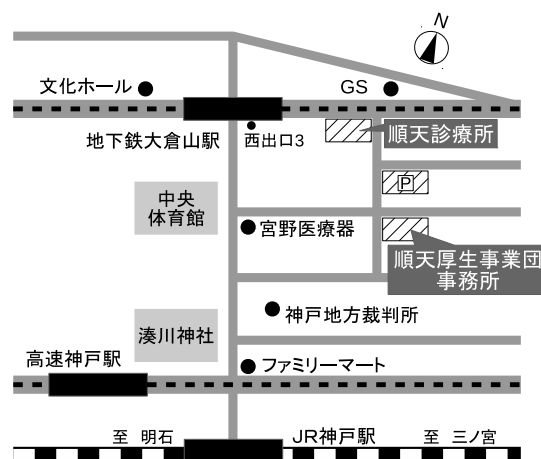 N
文化ホール
GS
地下鉄大倉山駅
西出口3
順天診療所
中央
体育館
P
宮野医療器
順天厚生事業団
事務所
神戸地方裁判所
湊川神社
高速神戸駅
ファミリーマート
至 明石
JR神戸駅
至 三ノ宮